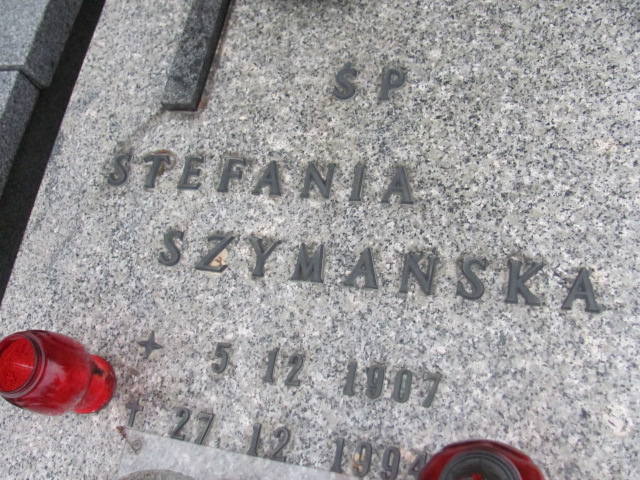 ŚP
STEFANIA
SZYMAŃSKA
5.12 1907
27 12 1994